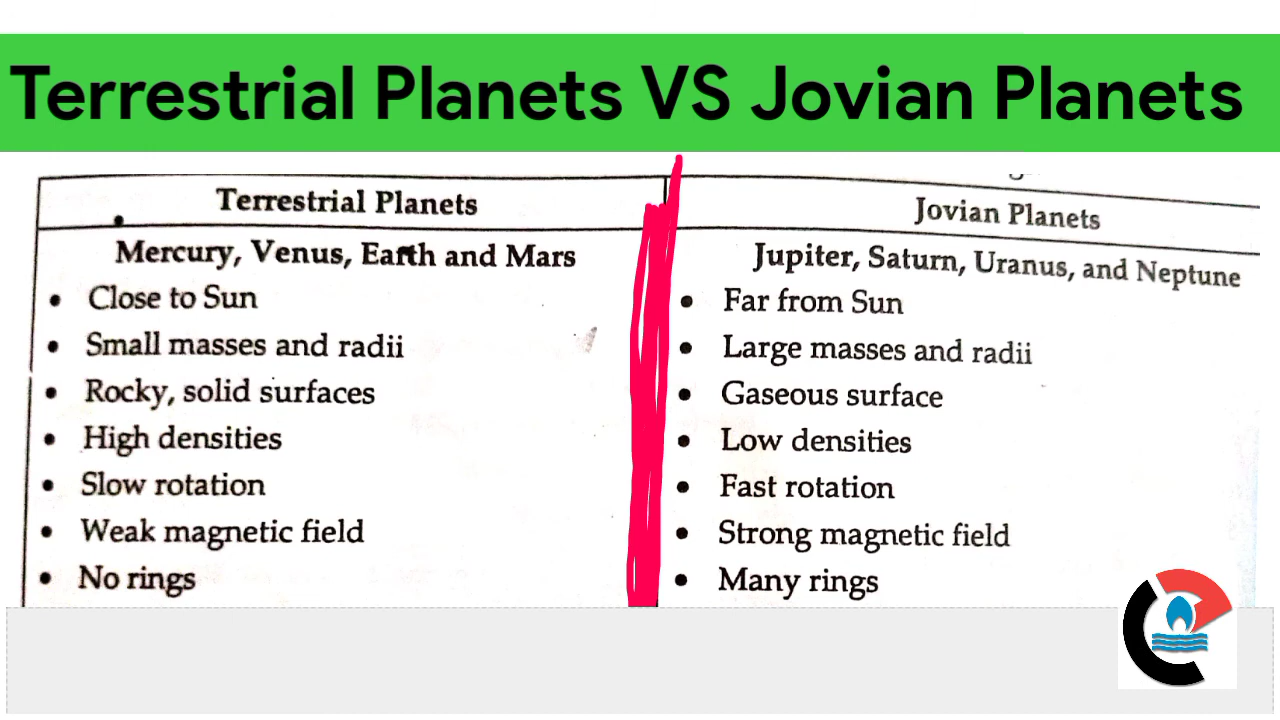 Terrestrial Planets VS Jovian Planets
Terrestrial Planets
Mercury, Venus, Earth and Mars
• Close to Sun
• Small masses and radii
• Rocky, solid surfaces
• High densities
• Slow rotation
• Weak magnetic field
• No rings
Jovian Planets
Jupiter, Saturn, Uranus, and Neptune
• Far from Sun
• Large masses and radii
• Gaseous surface
• Low densities
• Fast rotation
• Strong magnetic field
• Many rings